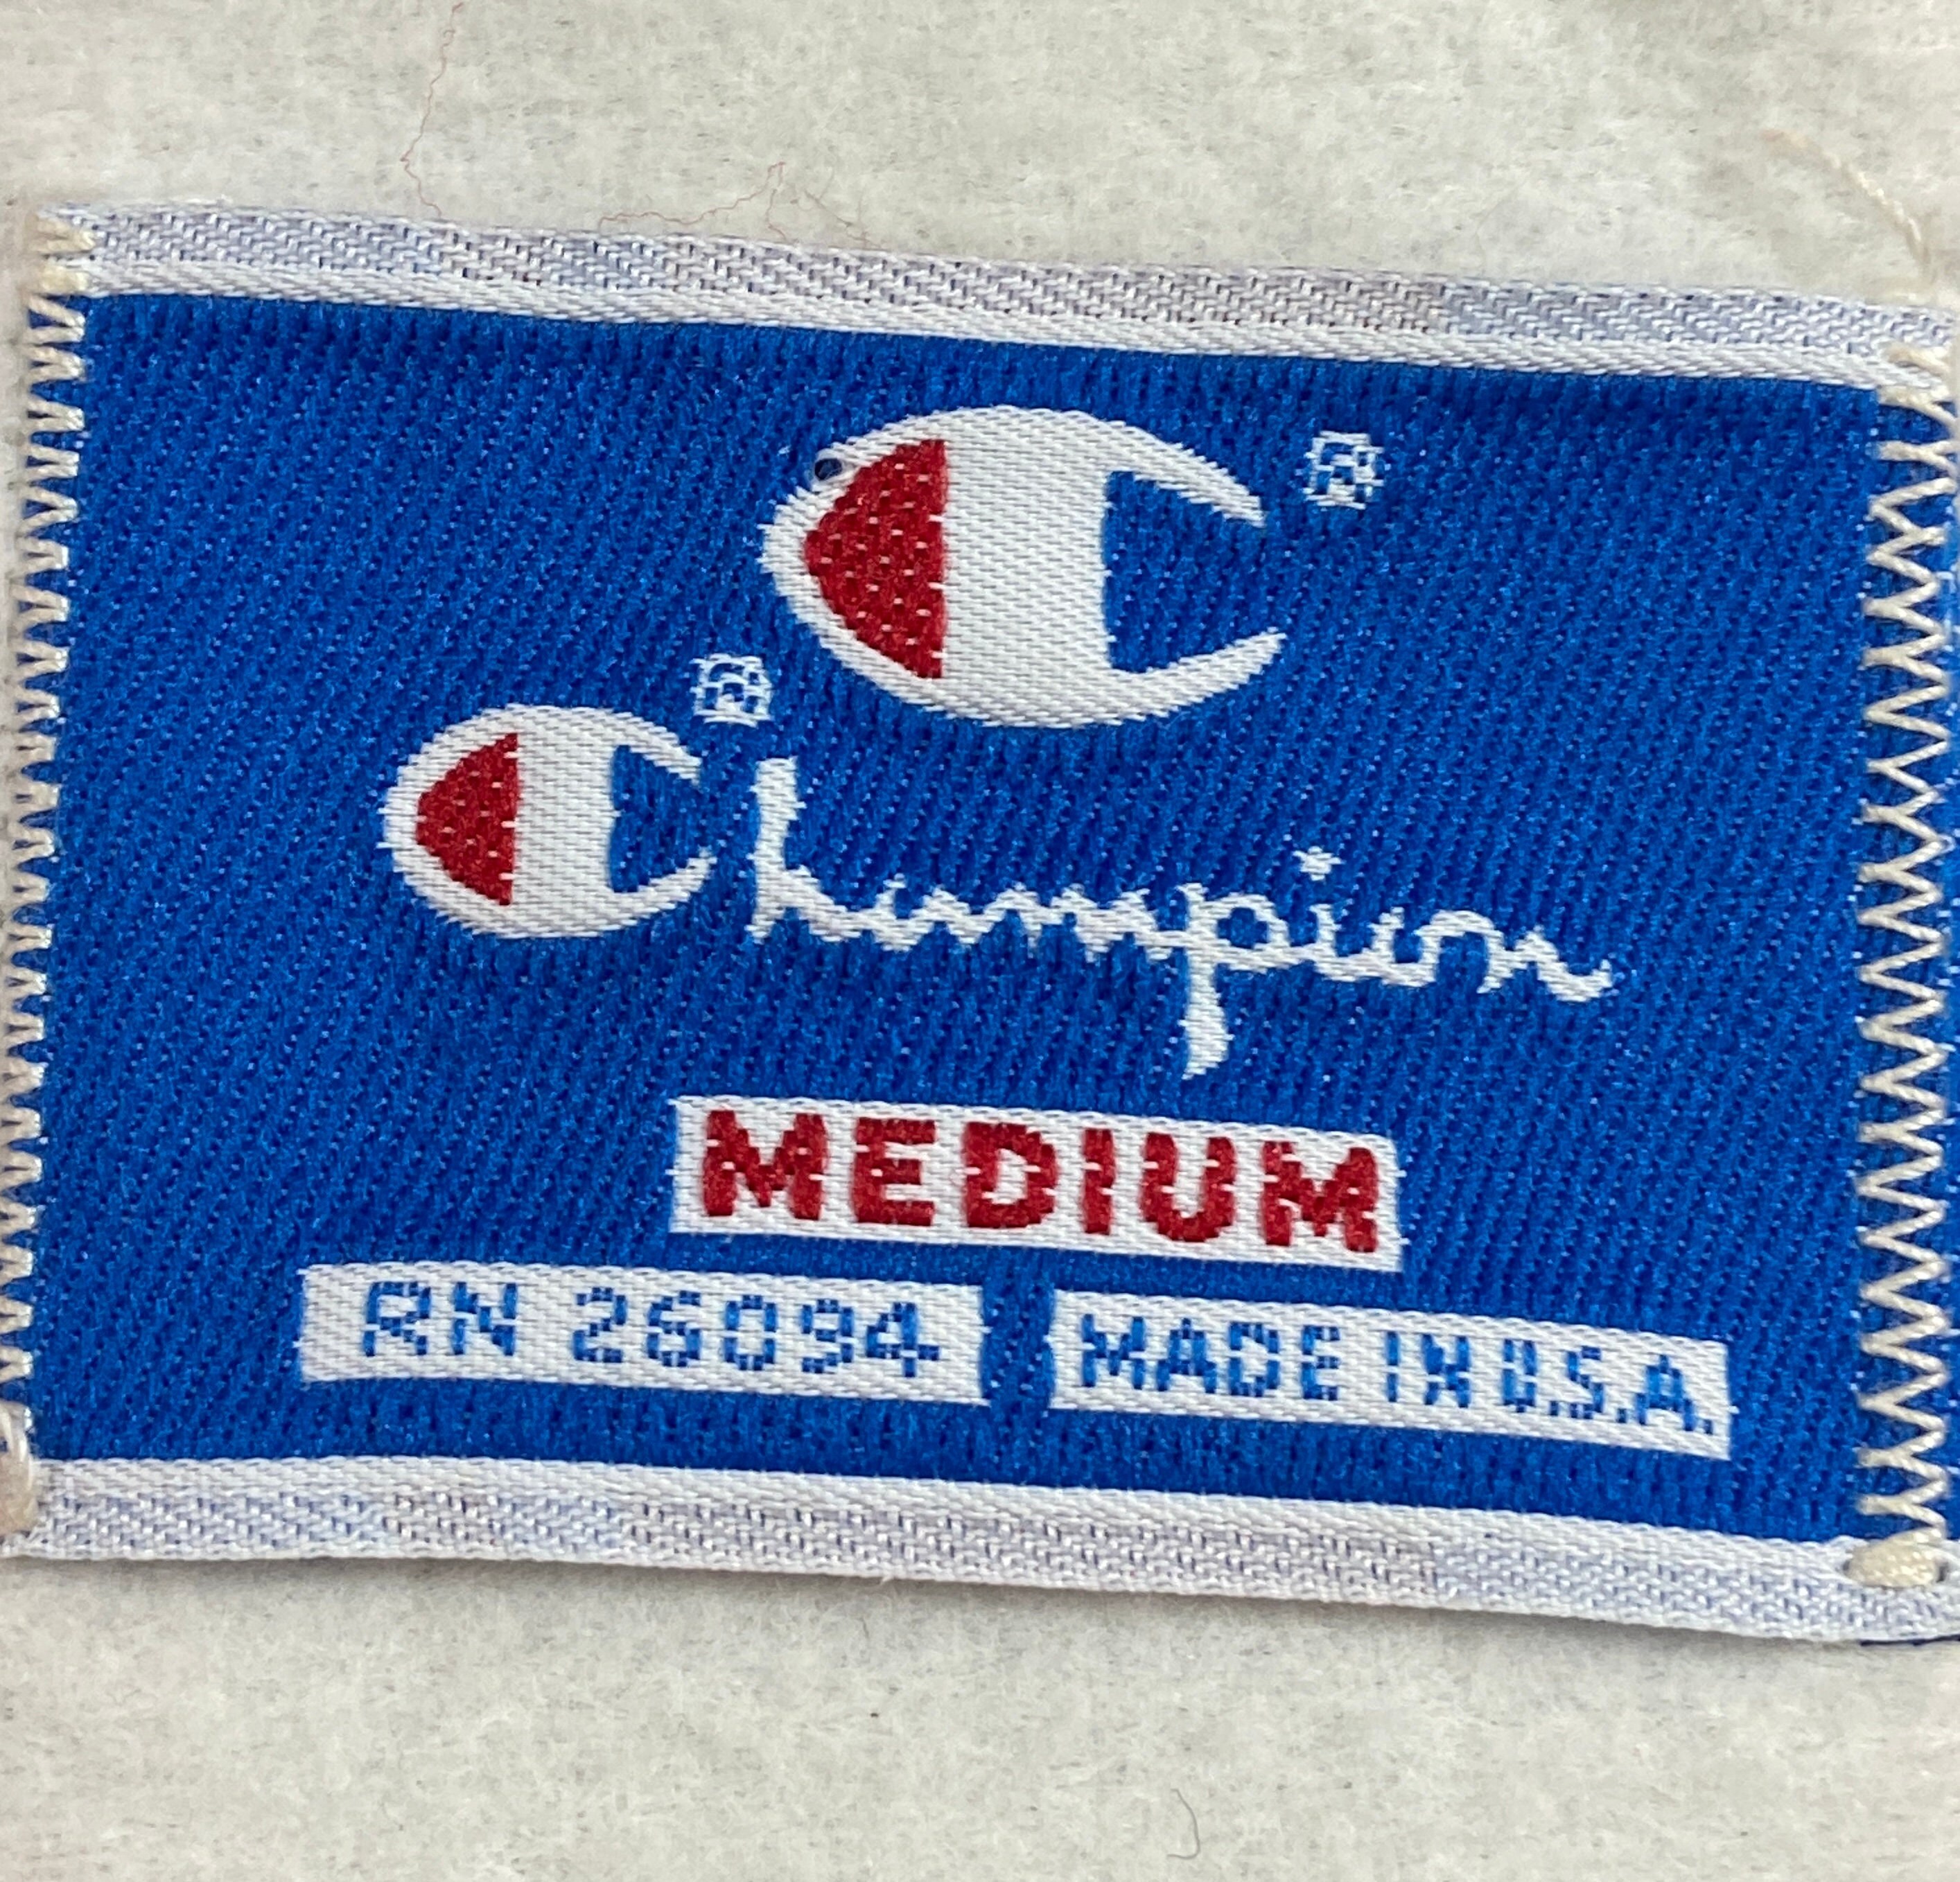 C ®
Champion ®
MEDIUM
RN 26094 MADE IN U.S.A.